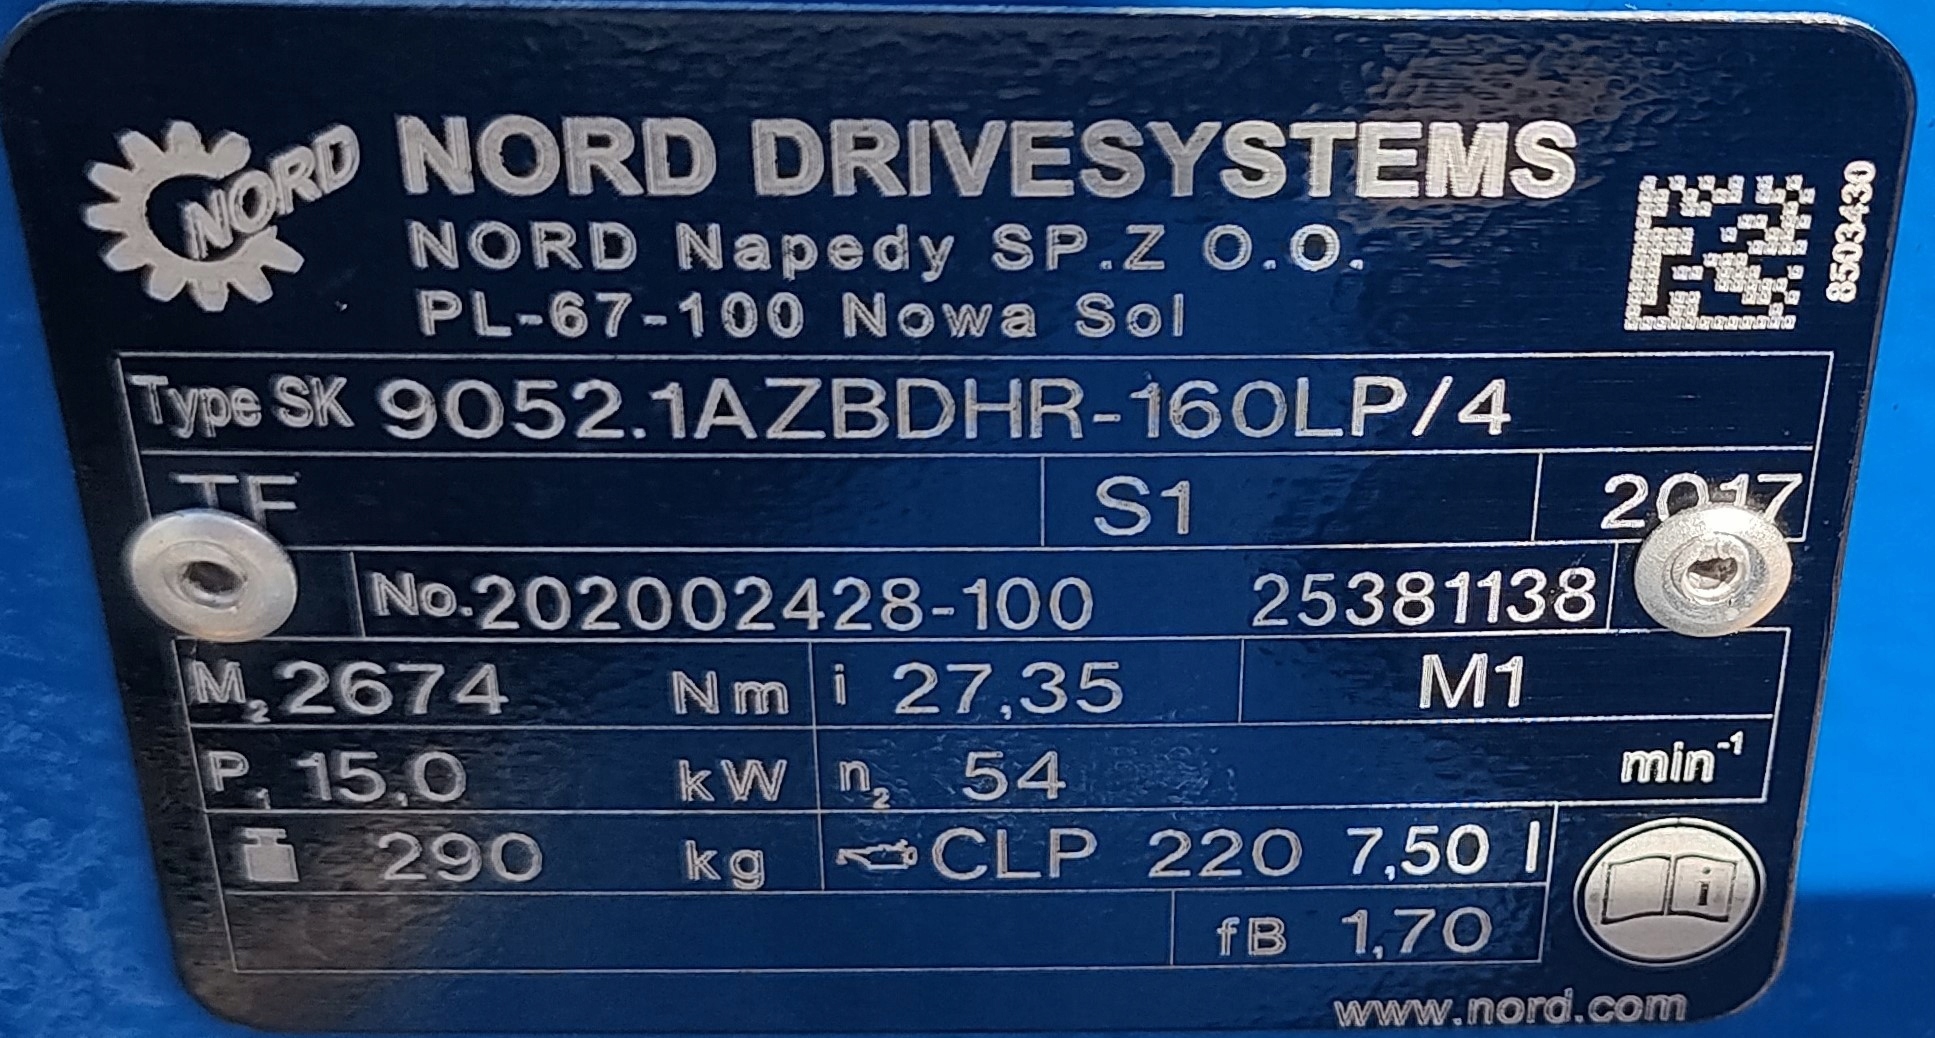 NORD
NORD DRIVESYSTEMS
NORD Napedy SP.Z O.O.
PL-67-100 Nowa Sol
8503430
Type SK 9052.1AZBDHR-160LP/4
TF S1 2017
No.202002428-100 25381138
M₂ 2674 Nm i 27,35 M1
P₁ 15,0 kW n₂ 54 min⁻¹
290 kg CLP 220 7,50 l
fB 1,70
i
www.nord.com